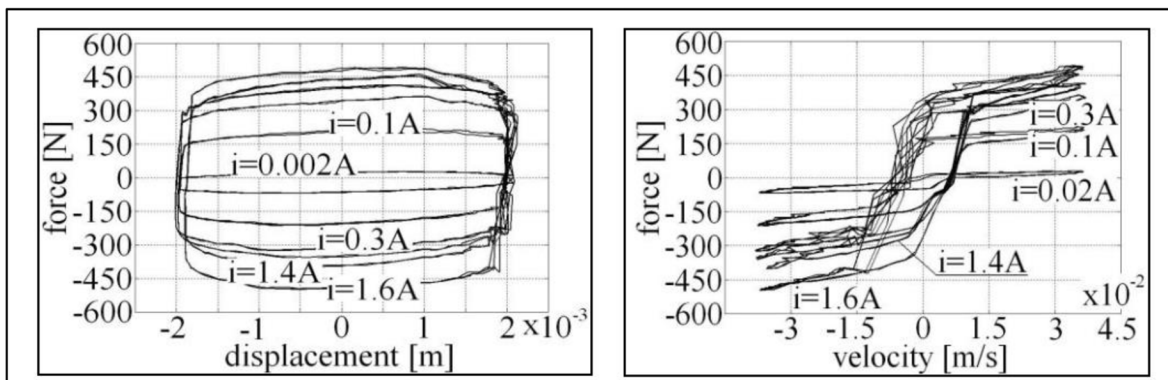 600
450
300
150
0
-150
-300
-450
-600
force [N]
i=0.1A
i=0.002A
i=0.3A
i=1.4A
i=1.6A
-2 -1 0 1 2 x10-3
displacement [m]
600
450
300
150
0
-150
-300
-450
-600
force [N]
i=0.3A
i=0.1A
i=0.02A
i=1.4A
i=1.6A
x10-2
-3 -1.5 0 1.5 3 4.5
velocity [m/s]